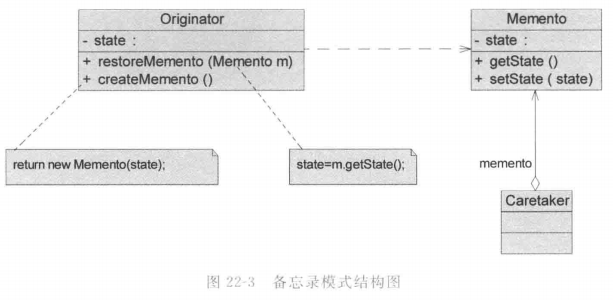 Originator
- state :
+ restoreMemento (Memento m)
+ createMemento ()
Memento
- state :
+ getState ()
+ setState ( state)
return new Memento(state);
state=m.getState();
memento
Caretaker
图 22-3 备忘录模式结构图